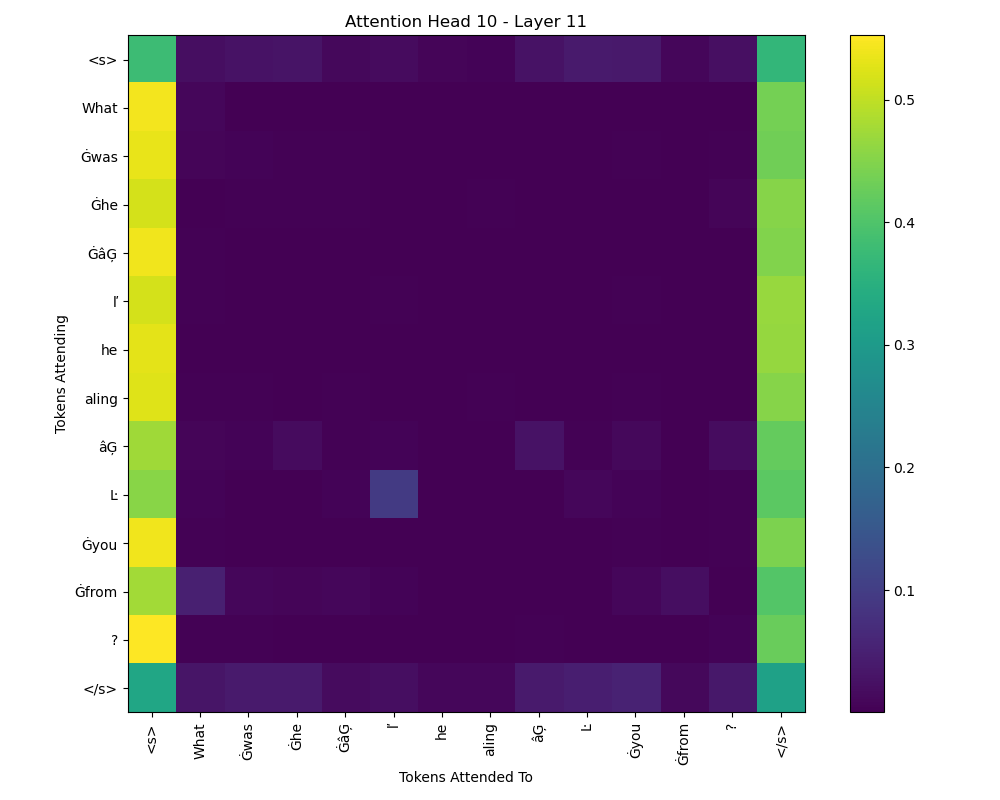 Attention Head 10 - Layer 11
Tokens Attending
<s>
What
Ġwas
Ġhe
ĠâĢ
ľ
he
aling
âĢ
Ŀ
Ġyou
Ġfrom
?
</s>
<s>
What
Ġwas
Ġhe
ĠâĢ
ľ
he
aling
âĢ
Ŀ
Ġyou
Ġfrom
?
</s>
Tokens Attended To
0.5
0.4
0.3
0.2
0.1